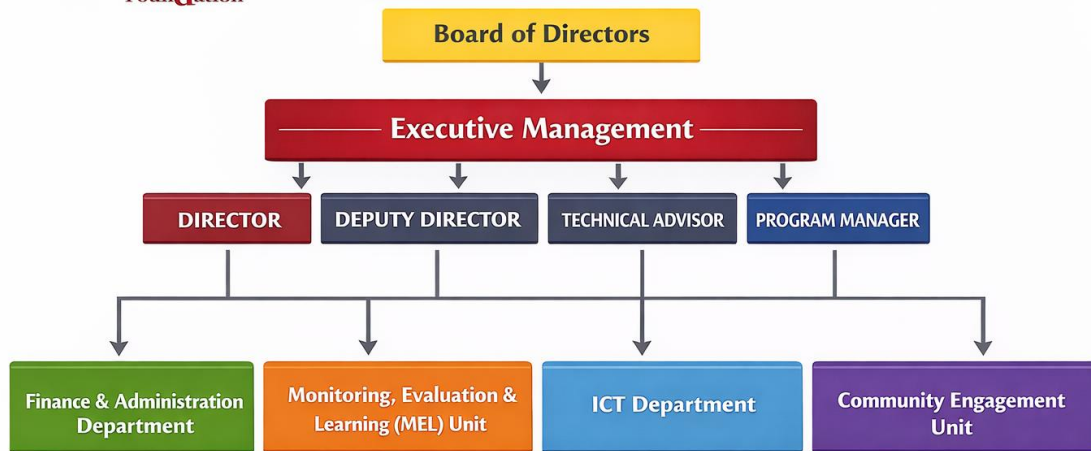 Foundation
Board of Directors
Executive Management
DIRECTOR
DEPUTY DIRECTOR
TECHNICAL ADVISOR
PROGRAM MANAGER
Finance & Administration
Department
Monitoring, Evaluation &
Learning (MEL) Unit
ICT Department
Community Engagement
Unit